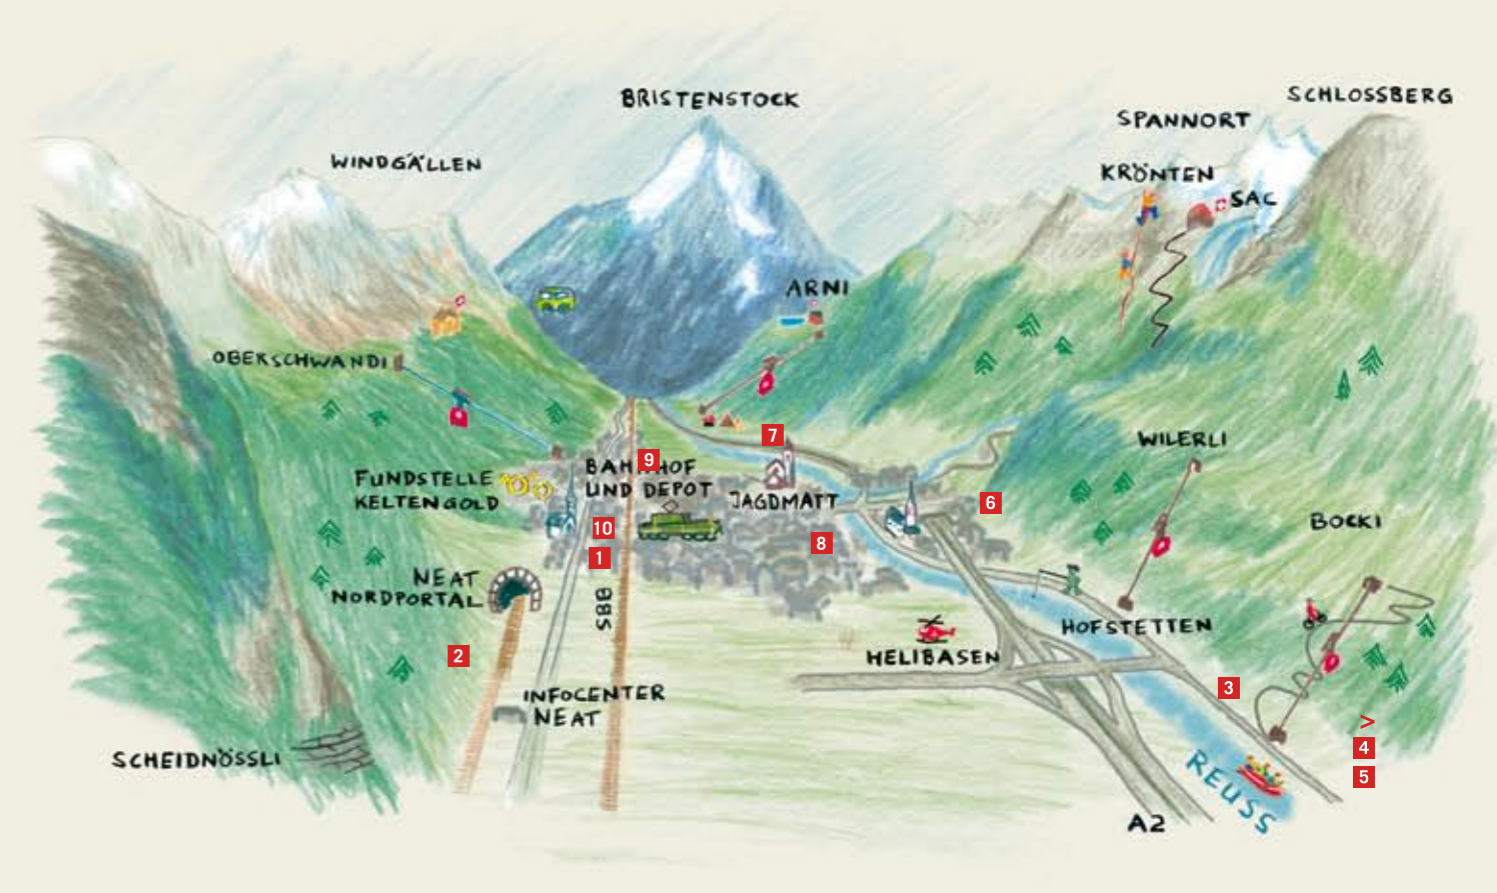 BRISTENSTOCK
SCHLOSSBERG
SPANNORT
WINDGÄLLEN
KRÖNTEN
SAC
ARNI
OBERSCHWANDI
7
WILERLI
9
BAHNHOF
UND DEPOT
FUNDSTELLE
KELTENGOLD
JAGDMATT
6
BOCKI
10
8
1
NEAT
NORDPORTAL
SBB
HOFSTETTEN
2
HELIBASEN
3
INFOCENTER
NEAT
>
4
5
SCHEIDNÖSSLI
REUSS
A2